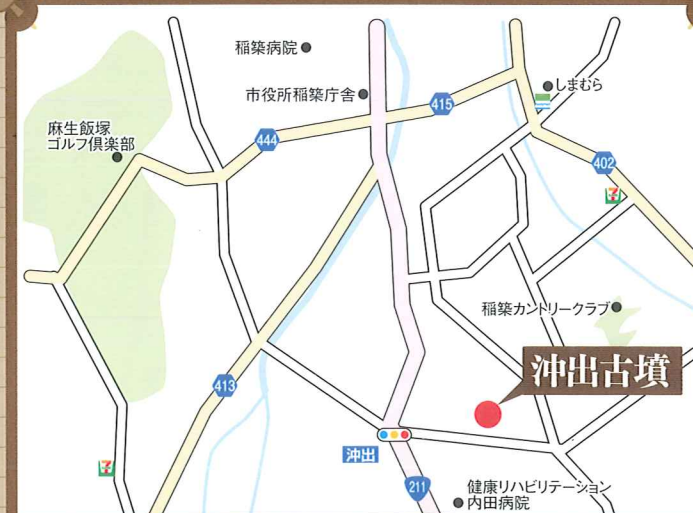 稲築病院
市役所稲築庁舎
しまむら
415
444
麻生飯塚
ゴルフ倶楽部
402
7
稲築カントリークラブ
沖出古墳
413
沖出
7
211
健康リハビリテーション
内田病院